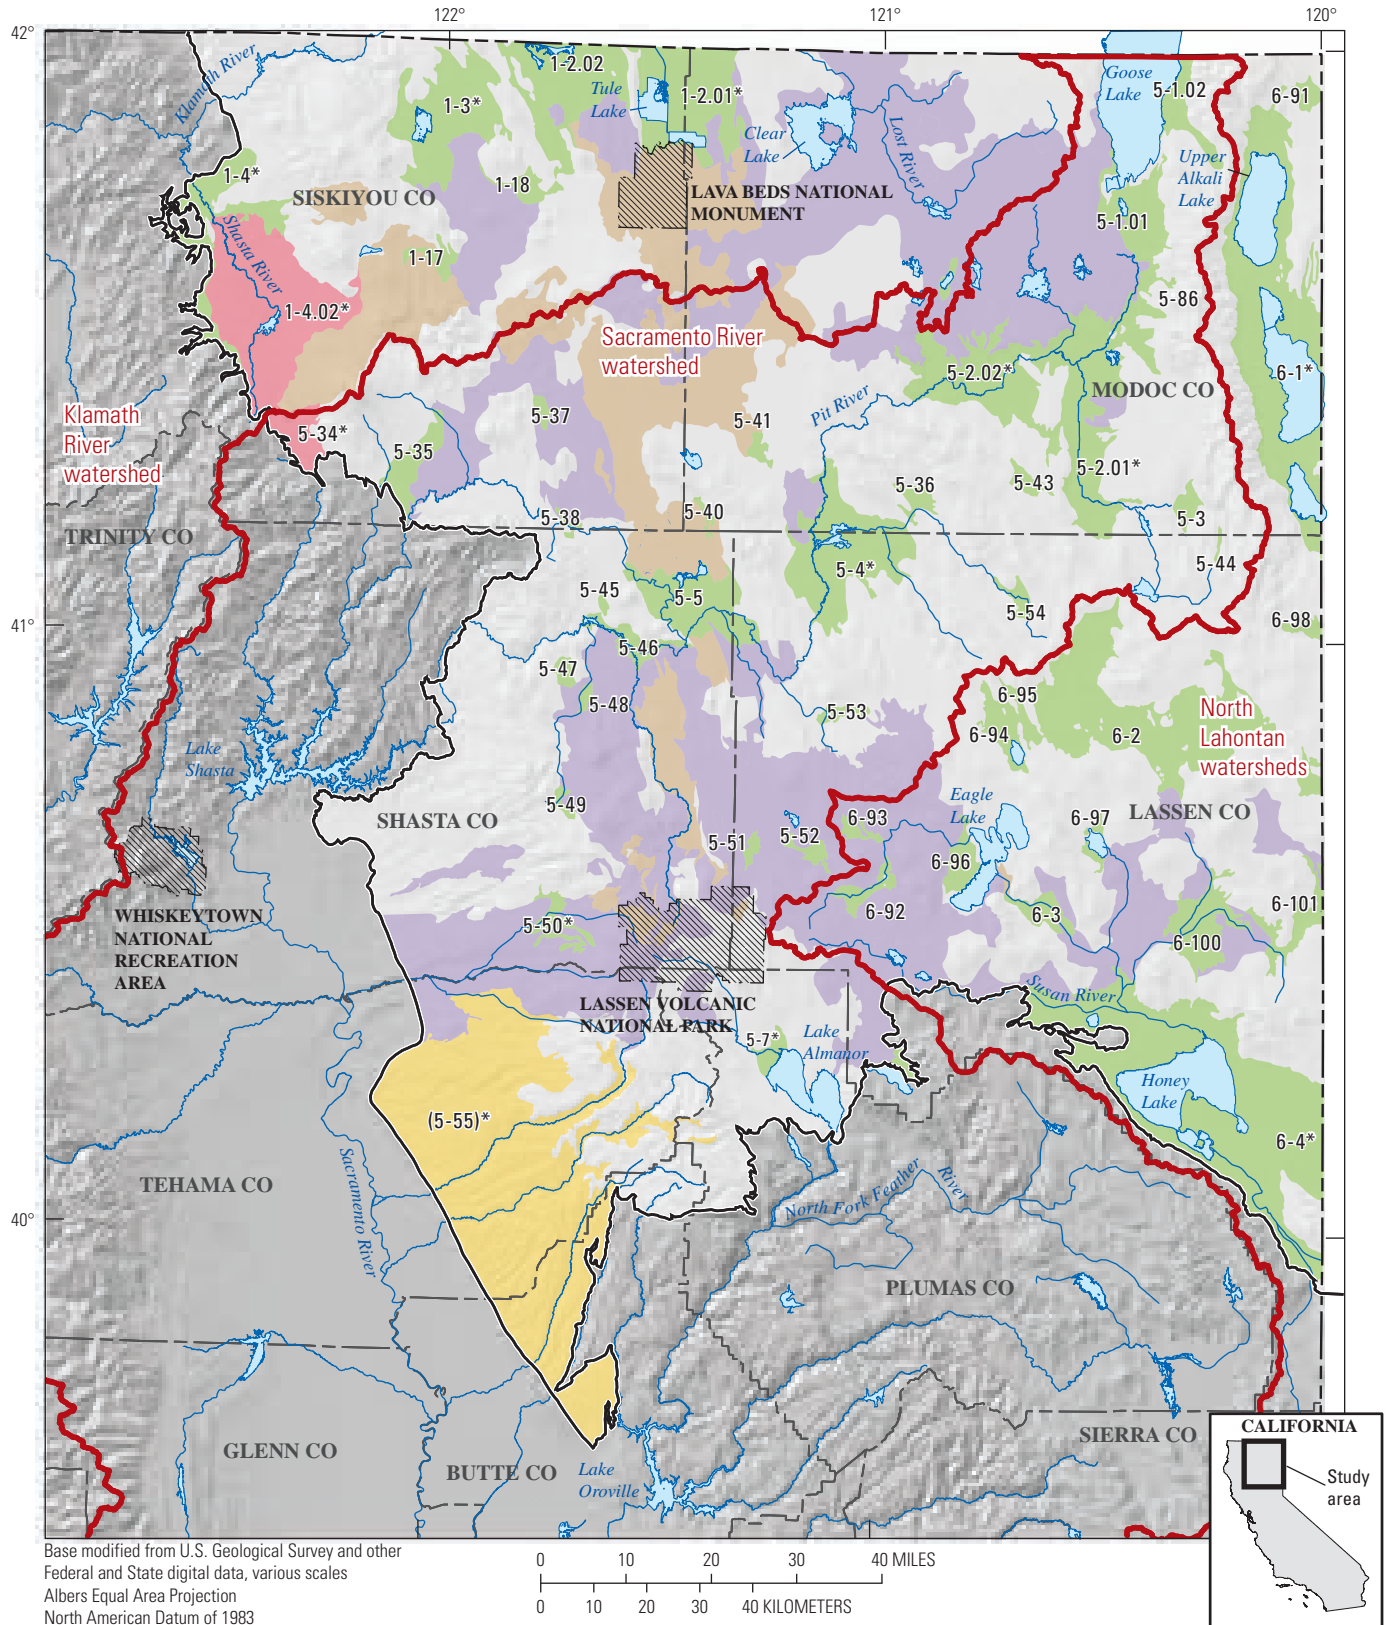 122°
121°
120°
42°
Klamath River
1-2.02
Tule
Lake
1-2.01*
1-3*
Clear
Lake
Lost River
Goose
Lake
5-1.02
6-91
Upper
Alkali
Lake
1-4*
1-18
SISKIYOU CO
LAVA BEDS NATIONAL
MONUMENT
Shasta River
1-17
5-1.01
5-86
1-4.02*
Sacramento River
watershed
5-2.02*
MODOC CO
6-1*
Klamath
River
watershed
5-34*
5-35
5-37
5-41
Pit River
5-36
5-43
5-2.01*
5-38
5-40
5-3
TRINITY CO
5-4*
5-44
5-45
5-5
5-54
41°
6-98
5-46
5-47
5-48
5-53
6-95
6-94
6-2
North
Lahontan
watersheds
Lake
Shasta
5-49
SHASTA CO
5-51
5-52
6-93
Eagle
Lake
6-97
LASSEN CO
6-96
6-92
6-3
6-101
6-100
5-50*
WHISKEYTOWN
NATIONAL
RECREATION
AREA
LASSEN VOLCANIC
NATIONAL PARK
Susan River
5-7*
Lake
Almanor
Honey
Lake
(5-55)*
6-4*
TEHAMA CO
Sacramento River
North Fork Feather
River
40°
PLUMAS CO
GLENN CO
BUTTE CO
Lake
Oroville
SIERRA CO
CALIFORNIA
Study
area
Base modified from U.S. Geological Survey and other
Federal and State digital data, various scales
Albers Equal Area Projection
North American Datum of 1983
0 10 20 30 40 MILES
0 10 20 30 40 KILOMETERS